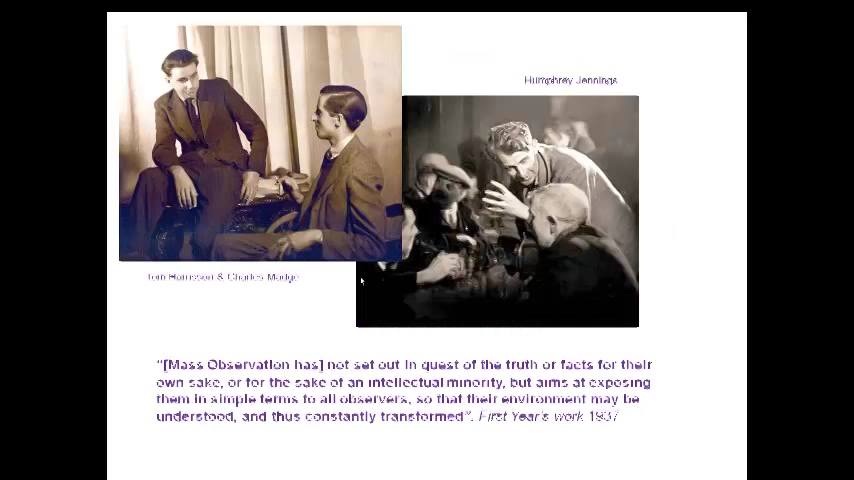 Humphrey Jennings
Tom Harrisson & Charles Madge
"[Mass Observation has] not set out in quest of the truth or facts for their
own sake, or for the sake of an intellectual minority, but aims at exposing
them in simple terms to all observers, so that their environment may be
understood, and thus constantly transformed". First Year's work 1937